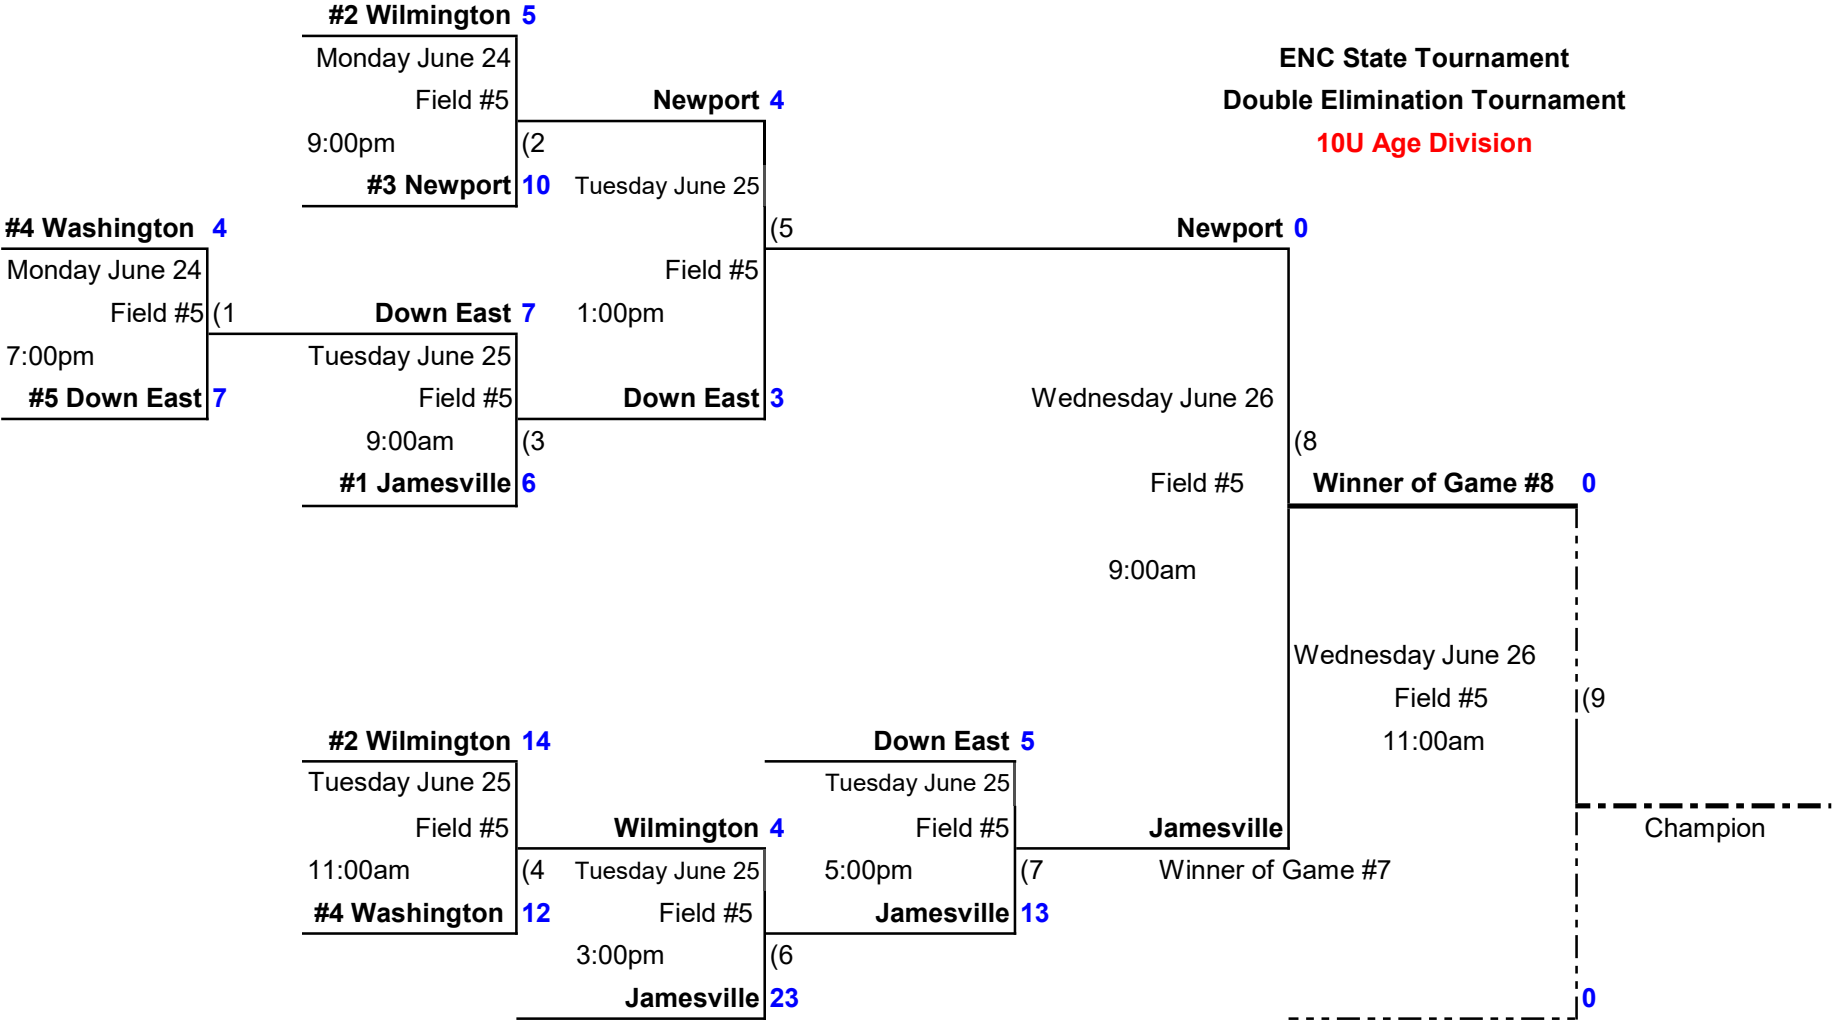 #2 Wilmington 5
Monday June 24
ENC State Tournament
Field #5
Newport 4
Double Elimination Tournament
9:00pm
(2
10U Age Division
#3 Newport 10
Tuesday June 25
#4 Washington 4
(5
Newport 0
Monday June 24
Field #5
Field #5 (1
Down East 7
1:00pm
7:00pm
Tuesday June 25
#5 Down East 7
Field #5
Down East 3
Wednesday June 26
9:00am
(3
(8
#1 Jamesville 6
Field #5
Winner of Game #8 0
9:00am
Wednesday June 26
Field #5
(9
#2 Wilmington 14
Down East 5
11:00am
Tuesday June 25
Tuesday June 25
Field #5
Wilmington 4
Field #5
Jamesville
Champion
11:00am
(4
Tuesday June 25
5:00pm
(7
Winner of Game #7
#4 Washington 12
Field #5
Jamesville 13
3:00pm
(6
Jamesville 23
0